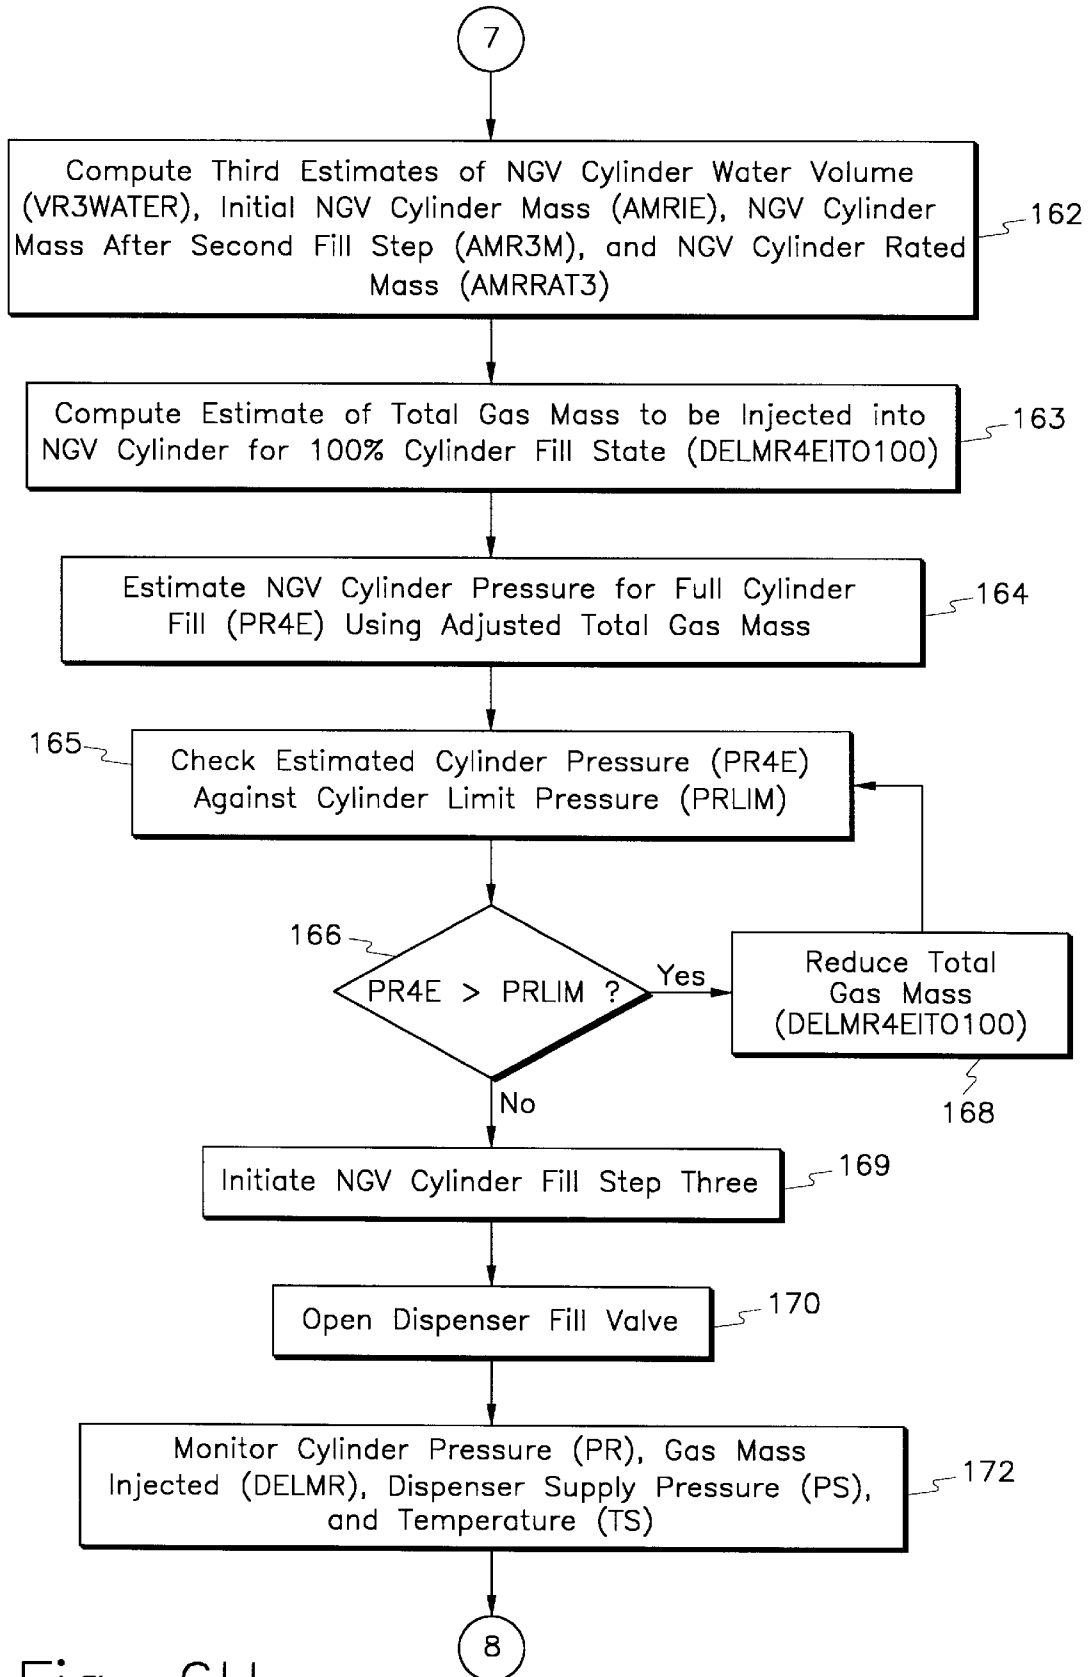 7
Compute Third Estimates of NGV Cylinder Water Volume
(VR3WATER), Initial NGV Cylinder Mass (AMRIE), NGV Cylinder
Mass After Second Fill Step (AMR3M), and NGV Cylinder Rated
Mass (AMRRAT3)
162
Compute Estimate of Total Gas Mass to be Injected into
NGV Cylinder for 100% Cylinder Fill State (DELMR4EITO100)
163
Estimate NGV Cylinder Pressure for Full Cylinder
Fill (PR4E) Using Adjusted Total Gas Mass
164
165
Check Estimated Cylinder Pressure (PR4E)
Against Cylinder Limit Pressure (PRLIM)
166
PR4E > PRLIM ?
Yes
Reduce Total
Gas Mass
(DELMR4EITO100)
168
No
Initiate NGV Cylinder Fill Step Three
169
Open Dispenser Fill Valve
170
Monitor Cylinder Pressure (PR), Gas Mass
Injected (DELMR), Dispenser Supply Pressure (PS),
and Temperature (TS)
172
8